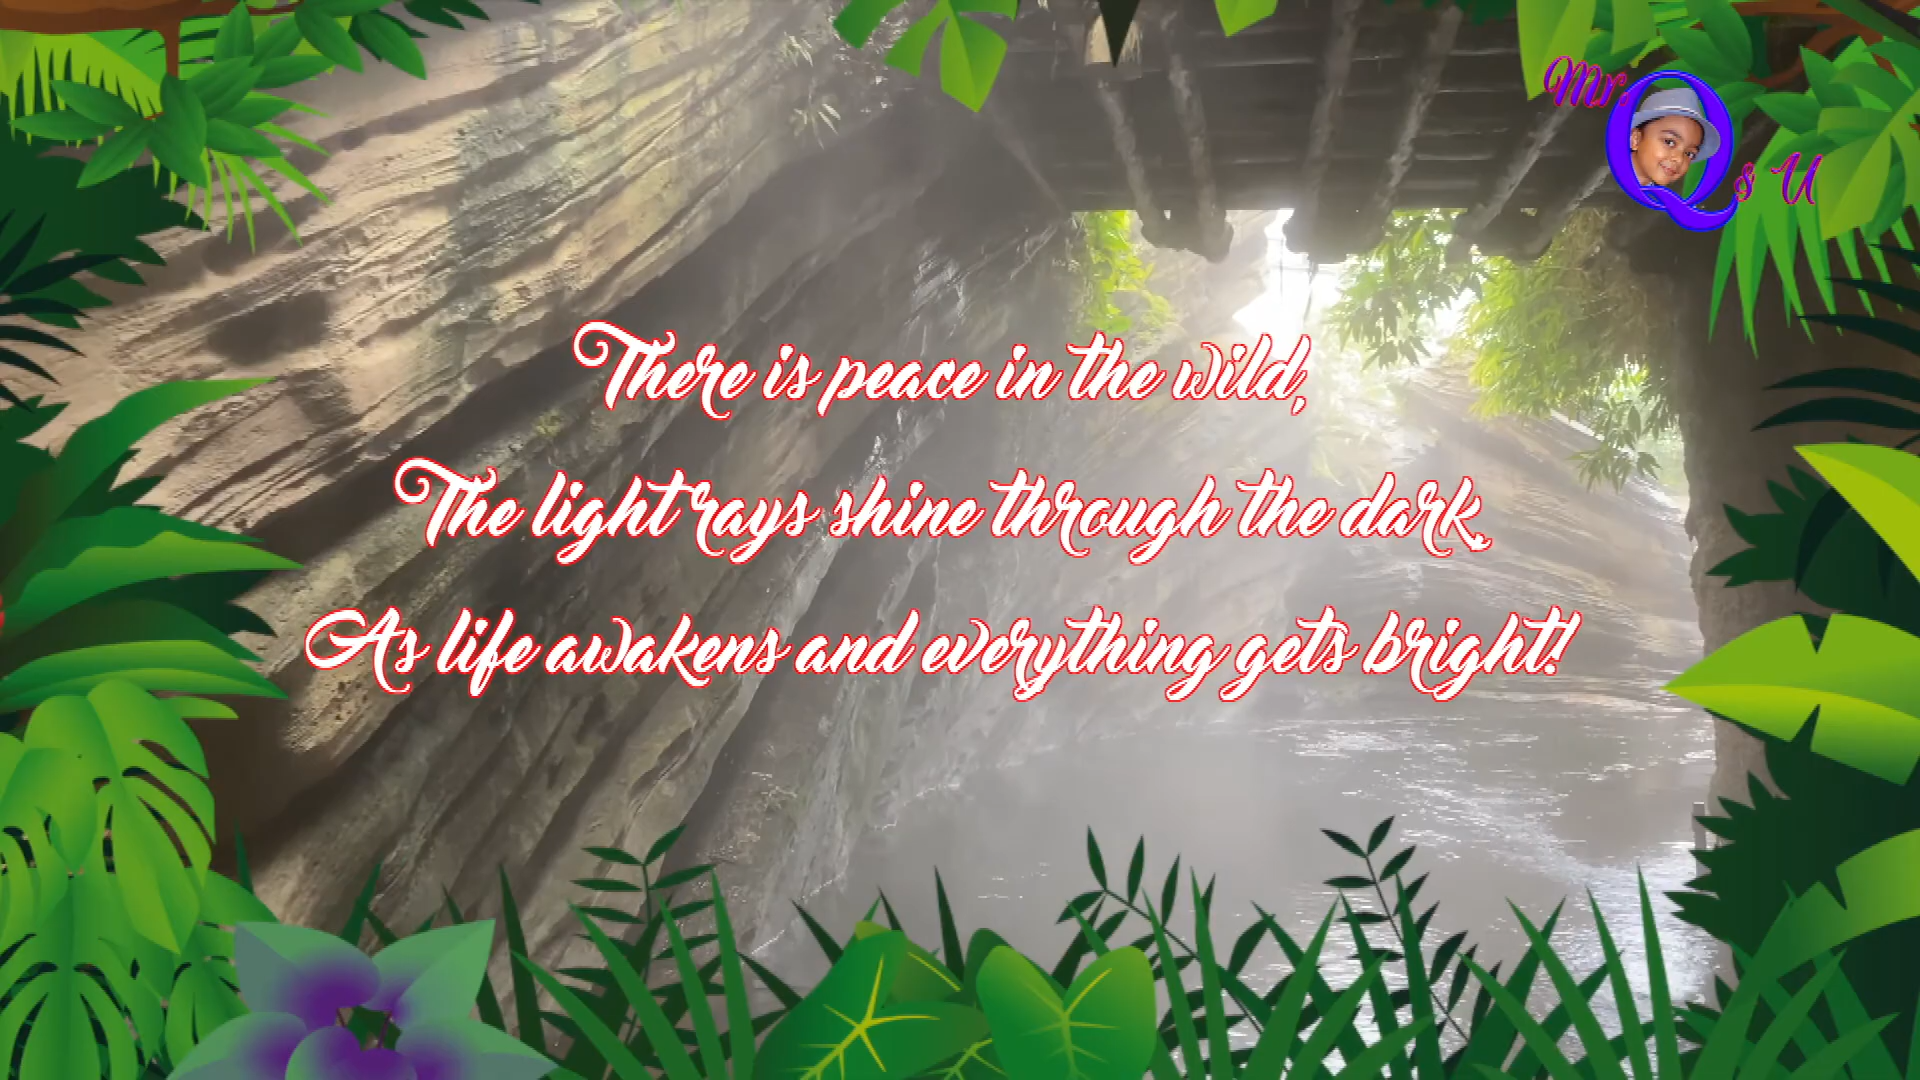 Mr. Qs U
There is peace in the wild,
The light rays shine through the dark,
As life awakens and everything gets bright!